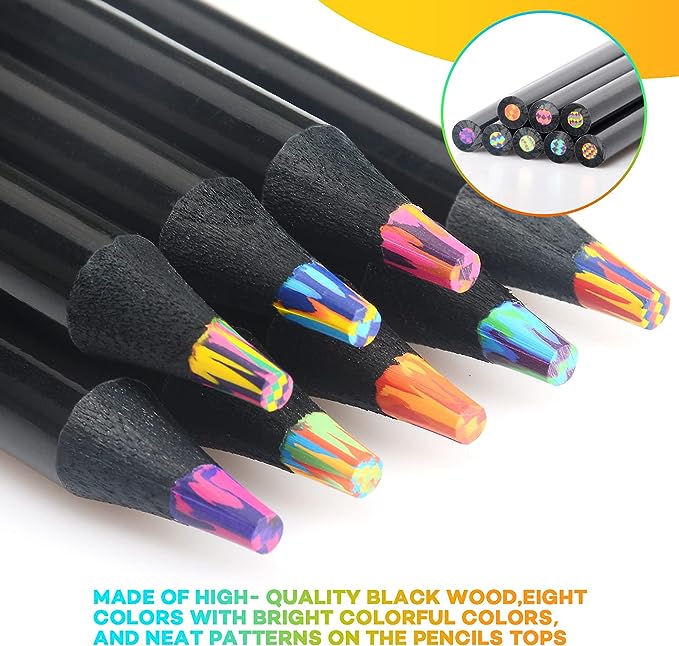 MADE OF HIGH- QUALITY BLACK WOOD,EIGHT
COLORS WITH BRIGHT COLORFUL COLORS,
AND NEAT PATTERNS ON THE PENCILS TOPS